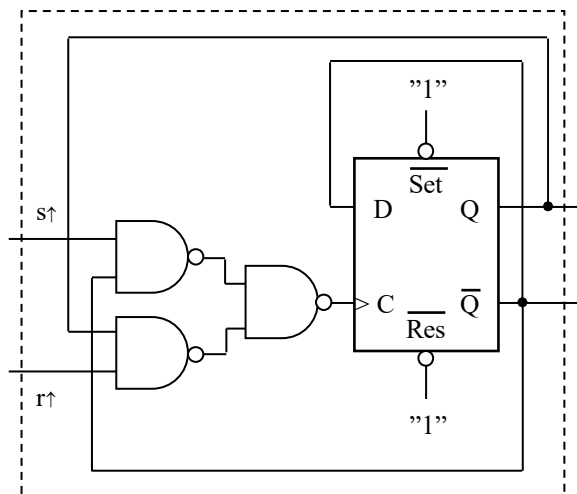 ”1”
Set
s↑
D Q
C Q
Res
r↑
”1”